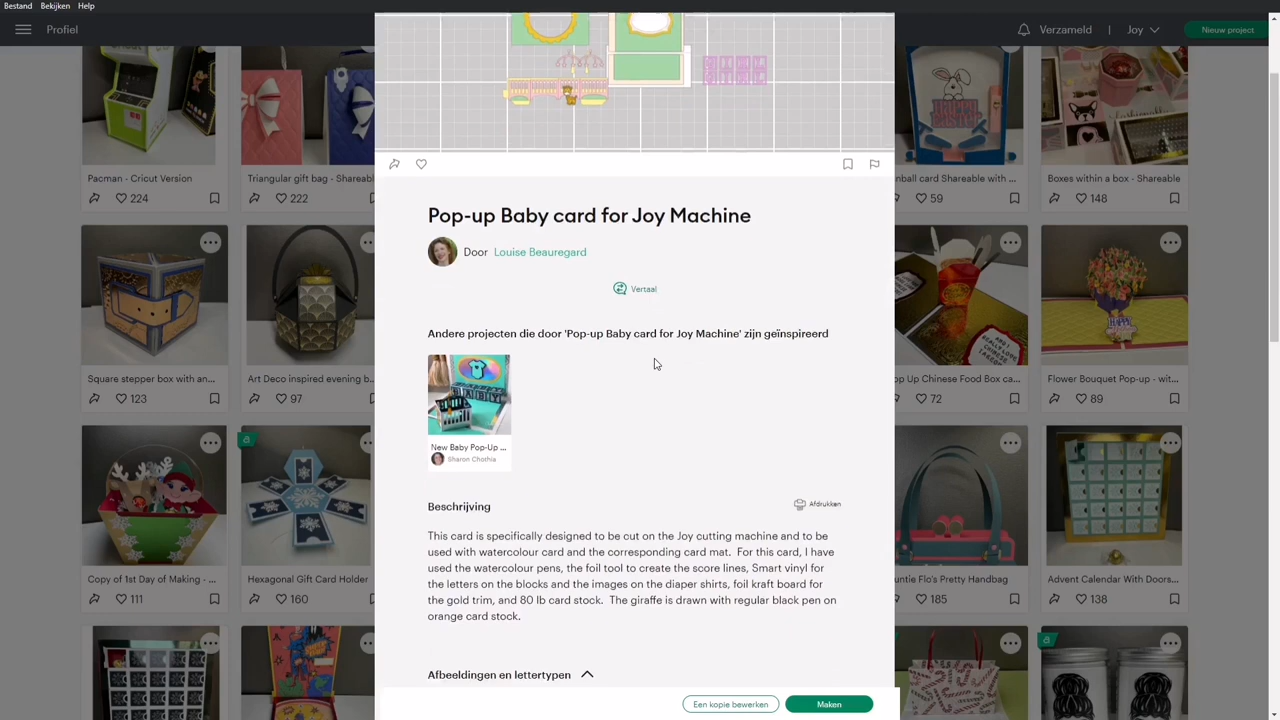 Bestand Bekijken Help
Profiel
Verzameld | Joy Nieuw project
Pacman - Cricut Version
Triangular gift bag - Shareable
ball card Shareable with ...
Boxes within a box - Shareable
224
222
59
148
Pop-up Baby card for Joy Machine
Door Louise Beauregard
Vertaal
Andere projecten die door 'Pop-up Baby card for Joy Machine' zijn geïnspireerd
New Baby Pop-Up ...
Sharon Chothia
Square stepper box with an...
Art Deco inspired evening b
Up Chinese Food Box ca...
Flower Bouquet Pop-up - wit...
123
97
72
89
Beschrijving
Afdrukken
This card is specifically designed to be cut on the Joy cutting machine and to be
used with watercolour card and the corresponding card mat. For this card, I have
used the watercolour pens, the foil tool to create the score lines, Smart vinyl for
the letters on the blocks and the images on the diaper shirts, foil kraft board for
the gold trim, and 80 lb card stock. The giraffe is drawn with regular black pen on
orange card stock.
Copy of 1st Day of Making - ...
Hexagonal Gift Card Holder
Flo's Pretty Handbag
Advent Calendar With Doors...
111
160
185
138
Afbeeldingen en lettertypen
Een kopie bewerken
Maken